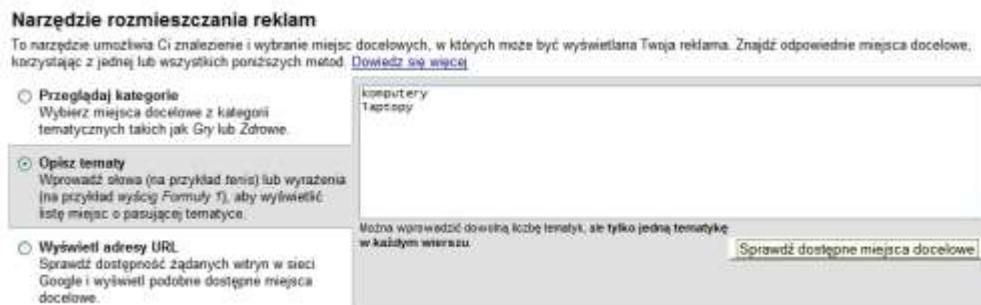 Narzędzie rozmieszczania reklam
To narzędzie umożliwia Ci znalezienie i wybranie miejsc docelowych, w których może być wyświetlana Twoja reklama. Znajdź odpowiednie miejsca docelowe,
korzystając z jednej lub wszystkich poniższych metod. Dowiedz się więcej
Przeglądaj kategorie
Wybierz miejsca docelowe z kategorii
tematycznych takich jak Gry lub Zdrowie.
Opisz tematy
Wprowadź słowa (na przykład tenis) lub wyrażenia
(na przykład wyścig Formuły 1), aby wyświetlić
listę miejsc o pasującej tematyce.
Wyświetl adresy URL
Sprawdź dostępność żądanych witryn w sieci
Google i wyświetl podobne dostępne miejsca
docelowe.
komputery
laptopy
Można wprowadzić dowolną liczbę tematyk, ale tylko jedną tematykę
w każdym wierszu.
Sprawdź dostępne miejsca docelowe